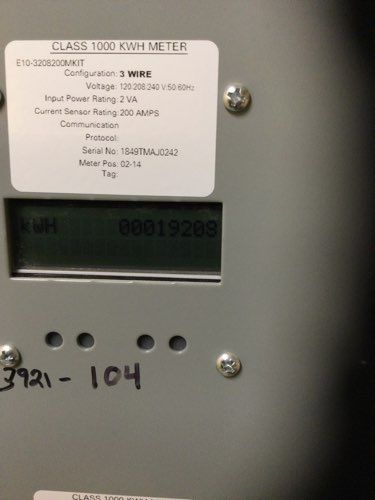 CLASS 1000 KWH METER
E10-3208200MKIT
Configuration: 3 WIRE
Voltage: 120:208:240 V:50:60Hz
Input Power Rating: 2 VA
Current Sensor Rating: 200 AMPS
Communication
Protocol:
Serial No: 1849TMAJ0242
Meter Pos: 02-14
Tag:
kWH 00019208
3921-104
CLASS 1000 KWH